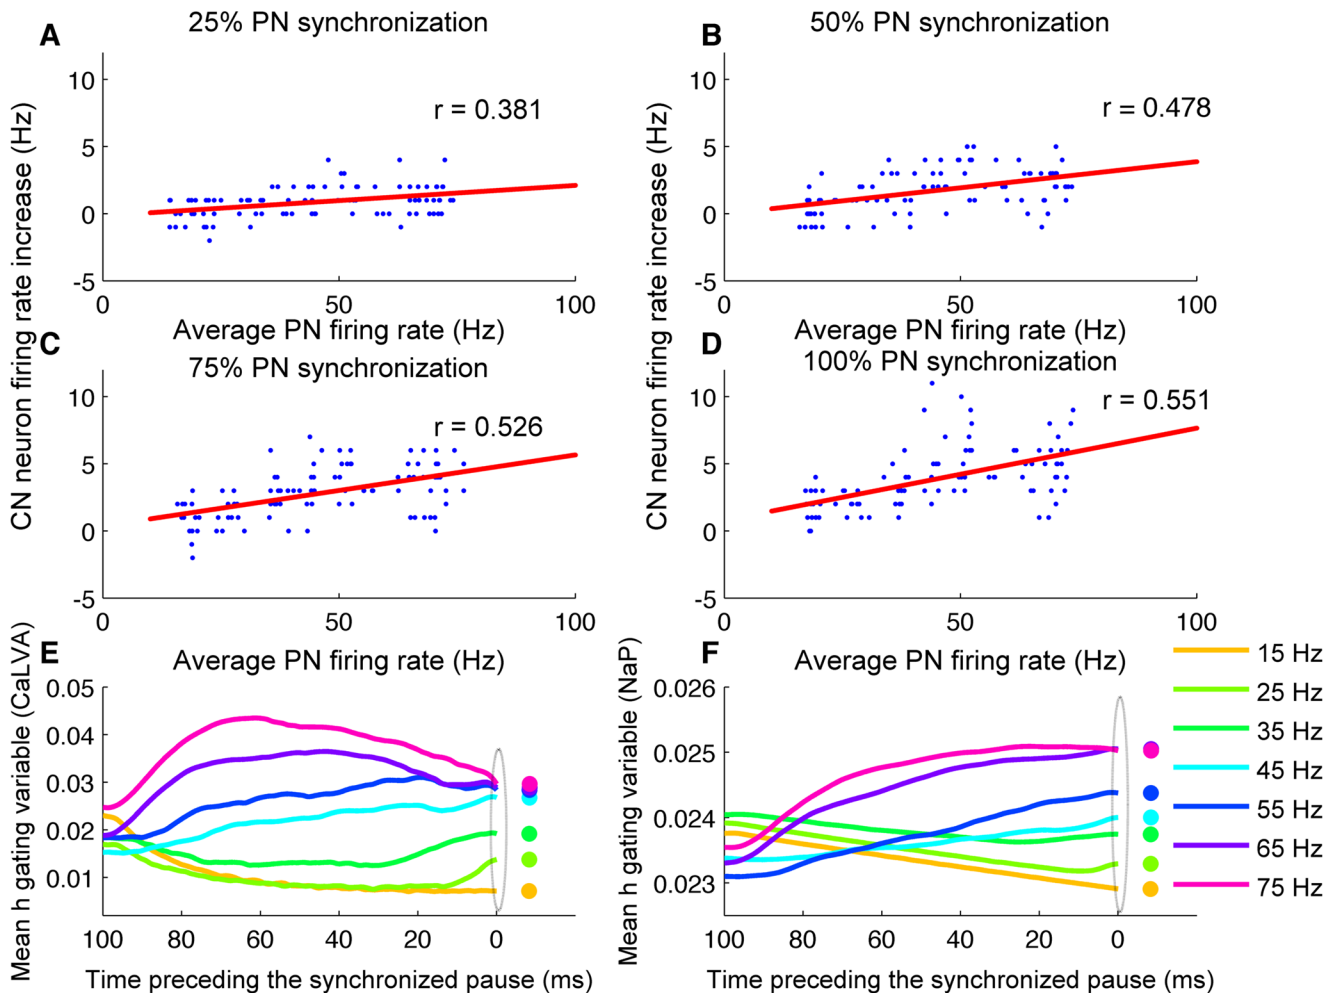 A
25% PN synchronization
r = 0.381
10
5
0
-5
0
50
100
Average PN firing rate (Hz)
CN neuron firing rate increase (Hz)
B
50% PN synchronization
r = 0.478
10
5
0
-5
0
50
100
Average PN firing rate (Hz)
CN neuron firing rate increase (Hz)
C
75% PN synchronization
r = 0.526
10
5
0
-5
0
50
100
Average PN firing rate (Hz)
D
100% PN synchronization
r = 0.551
10
5
0
-5
0
50
100
Average PN firing rate (Hz)
E
Mean h gating variable (CaLVA)
0.05
0.04
0.03
0.02
0.01
100
80
60
40
20
0
Time preceding the synchronized pause (ms)
F
Mean h gating variable (NaP)
0.026
0.025
0.024
0.023
100
80
60
40
20
0
Time preceding the synchronized pause (ms)
15 Hz
25 Hz
35 Hz
45 Hz
55 Hz
65 Hz
75 Hz